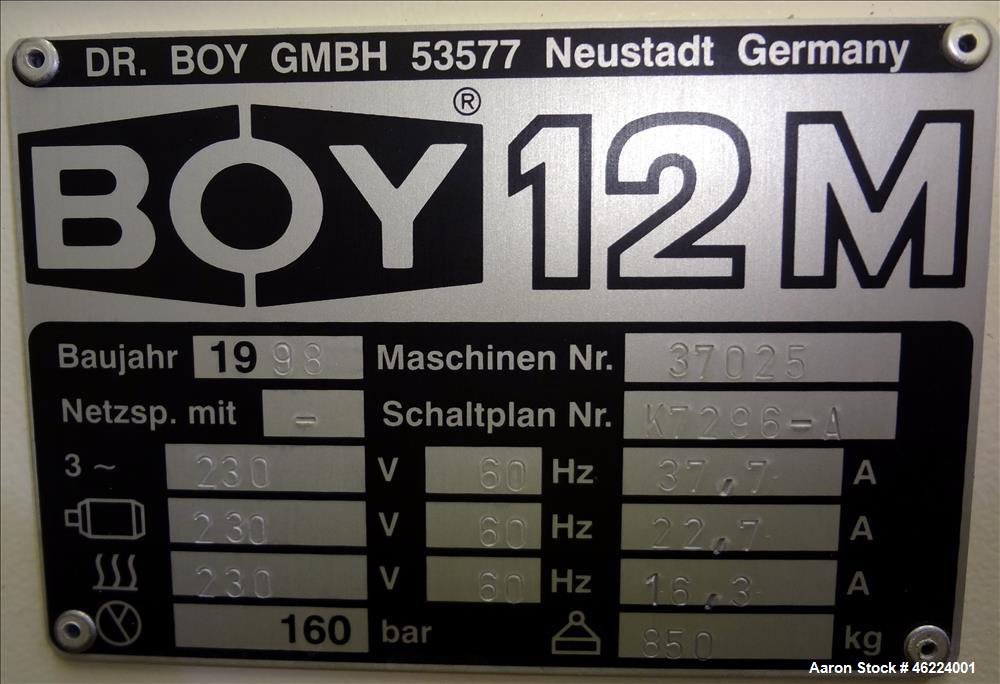 DR. BOY GMBH 53577 Neustadt Germany
BOY® 12M
Baujahr 1998 Maschinen Nr. 37025
Netzsp. mit - Schaltplan Nr. K7296-A
3 ~ 230 V 60 Hz 37,7 A
230 V 60 Hz 22,7 A
230 V 60 Hz 16,3 A
160 bar 850 kg
Aaron Stock # 46224001